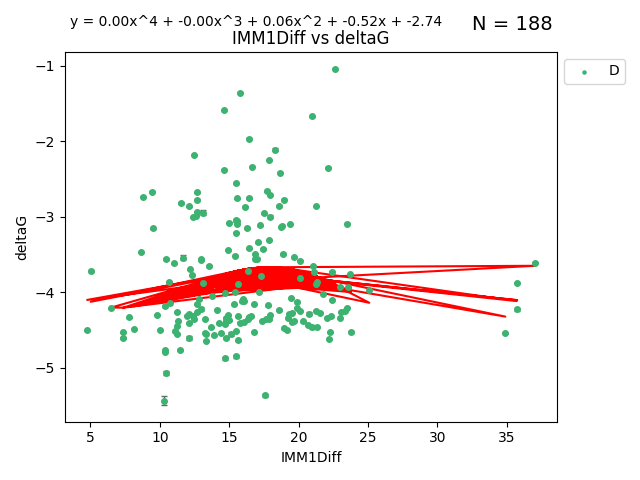 y = 0.00x^4 + -0.00x^3 + 0.06x^2 + -0.52x + -2.74
N = 188
IMM1Diff vs deltaG
D
−1
−2
−3
−4
−5
deltaG
5 10 15 20 25 30 35
IMM1Diff